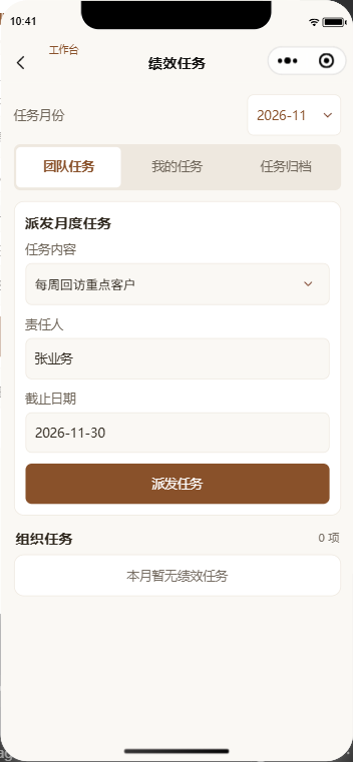 10:41
工作台
绩效任务
任务月份
2026-11
团队任务
我的任务
任务归档
派发月度任务
任务内容
每周回访重点客户
责任人
张业务
截止日期
2026-11-30
派发任务
组织任务
0 项
本月暂无绩效任务